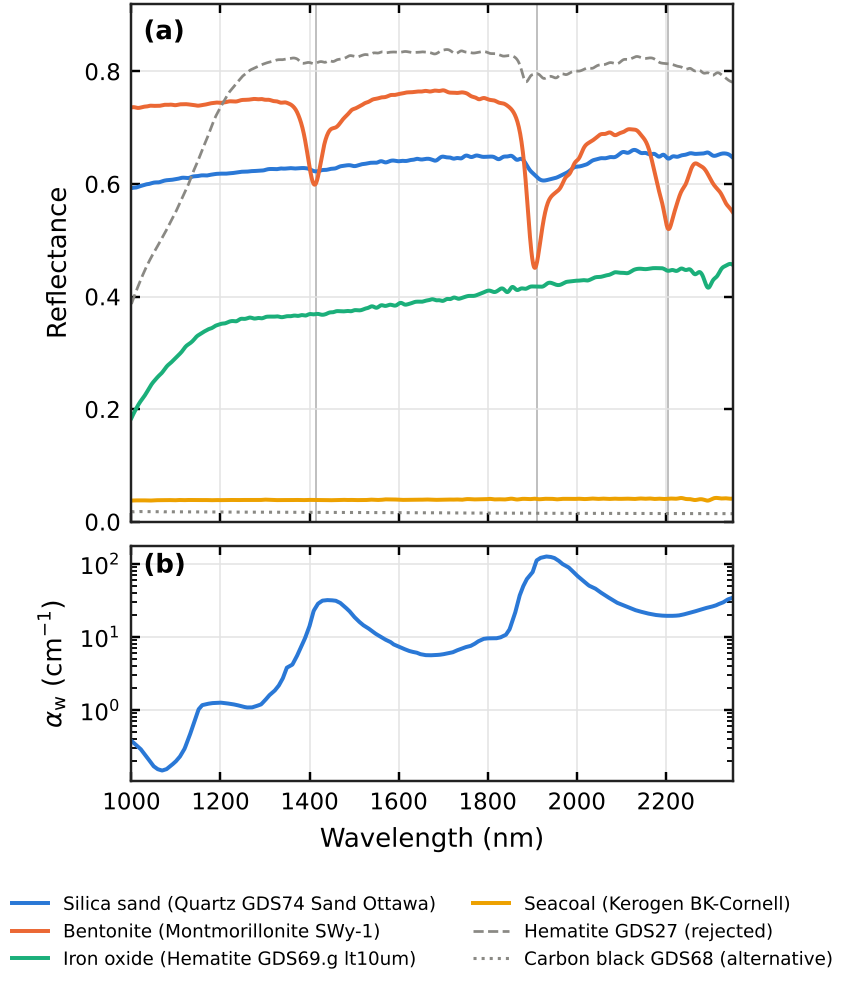 (a)
0.8
0.6
0.4
0.2
0.0
Reflectance
(b)
10²
10¹
10⁰
α_w (cm⁻¹)
1000 1200 1400 1600 1800 2000 2200
Wavelength (nm)
Silica sand (Quartz GDS74 Sand Ottawa)
Bentonite (Montmorillonite SWy-1)
Iron oxide (Hematite GDS69.g lt10um)
Seacoal (Kerogen BK-Cornell)
Hematite GDS27 (rejected)
Carbon black GDS68 (alternative)